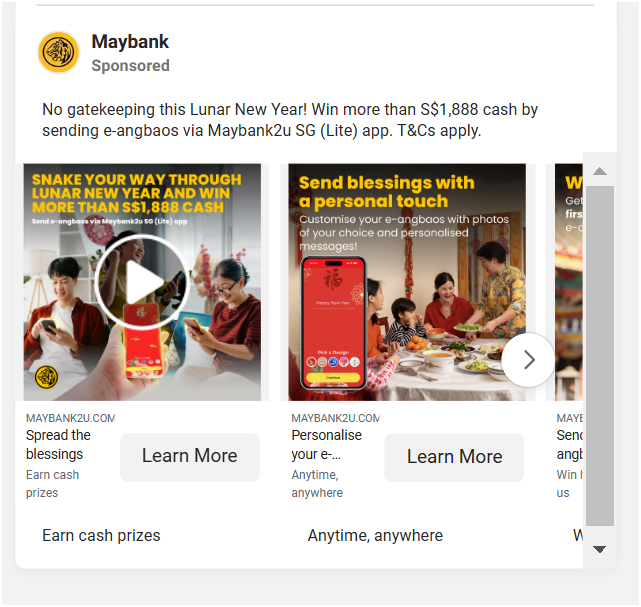 Maybank
Sponsored
No gatekeeping this Lunar New Year! Win more than S$1,888 cash by
sending e-angbaos via Maybank2u SG (Lite) app. T&Cs apply.
SNAKE YOUR WAY THROUGH
LUNAR NEW YEAR AND WIN
MORE THAN S$1,888 CASH
Send e-angbaos via Maybank2u SG (Lite) app
福
Send blessings with
a personal touch
Customise your e-angbaos with photos
of your choice and personalised
messages!
福
Happy New Year
Pick a Design
Continue
W
Get
firs
e-a
MAYBANK2U.COM
Spread the
blessings
Earn cash
prizes
Learn More
Earn cash prizes
MAYBANK2U.COM
Personalise
your e-...
Anytime,
anywhere
Learn More
Anytime, anywhere
MAYB
Senc
angb
Win h
us
W